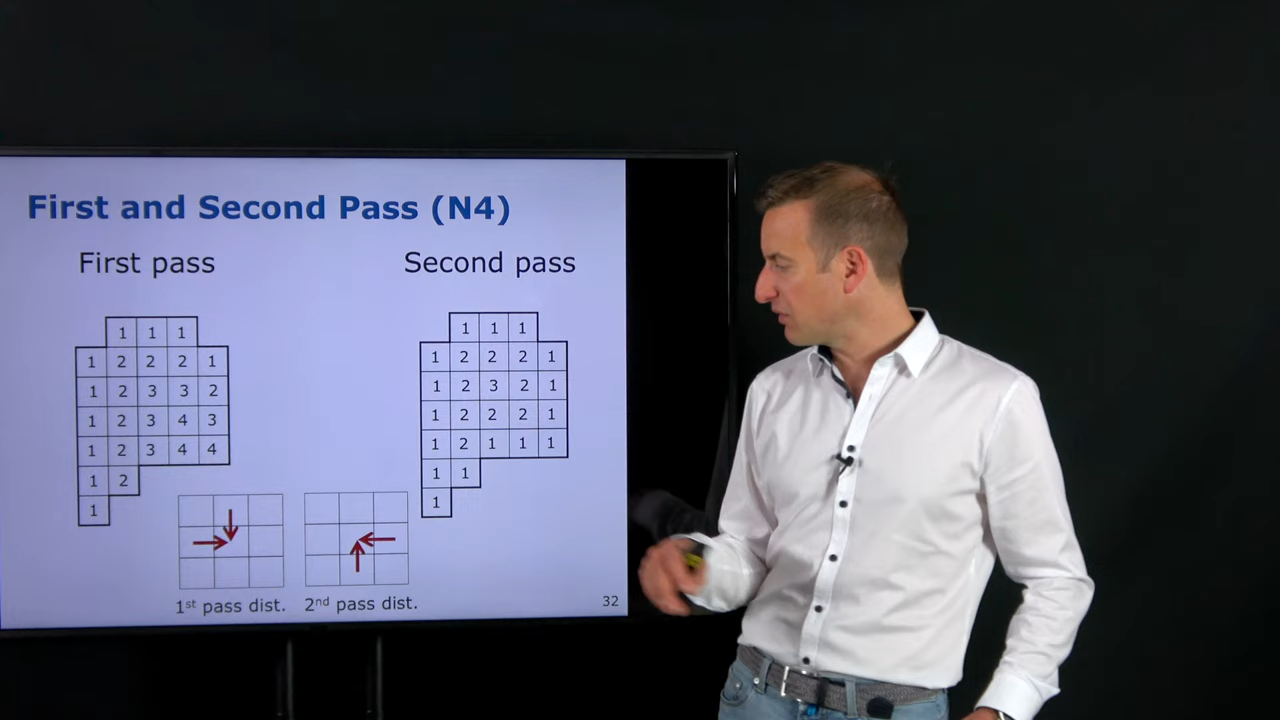 First and Second Pass (N4)
First pass
Second pass
1 1 1
1 2 2 2 1
1 2 3 3 2
1 2 3 4 3
1 2 3 4 4
1 2
1
1 1 1
1 2 2 2 1
1 2 3 2 1
1 2 2 2 1
1 2 1 1 1
1 1
1
1st pass dist.
2nd pass dist.
32